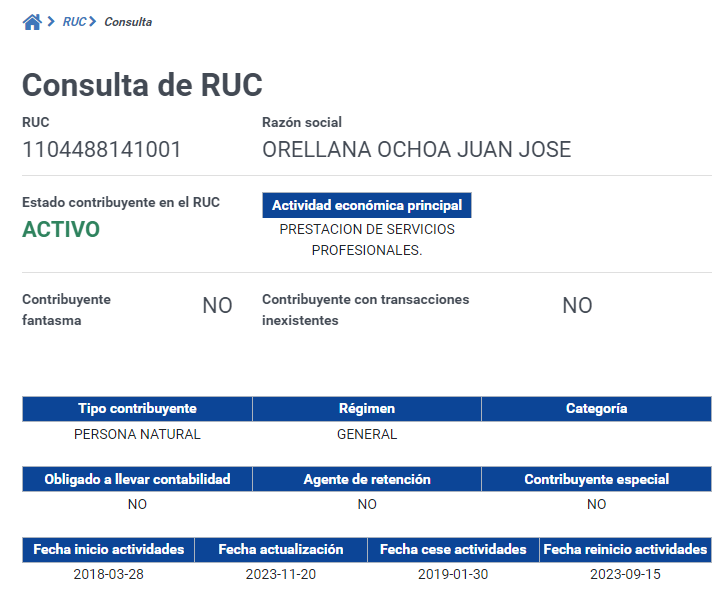 RUC Consulta
Consulta de RUC
RUC Razón social
1104488141001 ORELLANA OCHOA JUAN JOSE
Estado contribuyente en el RUC Actividad económica principal
ACTIVO PRESTACION DE SERVICIOS
PROFESIONALES.
Contribuyente
fantasma NO Contribuyente con transacciones
inexistentes NO
Tipo contribuyente Régimen Categoría
PERSONA NATURAL GENERAL
Obligado a llevar contabilidad Agente de retención Contribuyente especial
NO NO NO
Fecha inicio actividades Fecha actualización Fecha cese actividades Fecha reinicio actividades
2018-03-28 2023-11-20 2019-01-30 2023-09-15